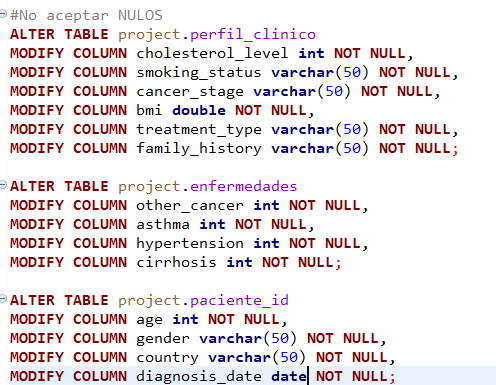 #No aceptar NULOS
ALTER TABLE project.perfil_clinico
MODIFY COLUMN cholesterol_level int NOT NULL,
MODIFY COLUMN smoking_status varchar(50) NOT NULL,
MODIFY COLUMN cancer_stage varchar(50) NOT NULL,
MODIFY COLUMN bmi double NOT NULL,
MODIFY COLUMN treatment_type varchar(50) NOT NULL,
MODIFY COLUMN family_history varchar(50) NOT NULL;
ALTER TABLE project.enfermedades
MODIFY COLUMN other_cancer int NOT NULL,
MODIFY COLUMN asthma int NOT NULL,
MODIFY COLUMN hypertension int NOT NULL,
MODIFY COLUMN cirrhosis int NOT NULL;
ALTER TABLE project.paciente_id
MODIFY COLUMN age int NOT NULL,
MODIFY COLUMN gender varchar(50) NOT NULL,
MODIFY COLUMN country varchar(50) NOT NULL,
MODIFY COLUMN diagnosis_date date NOT NULL;